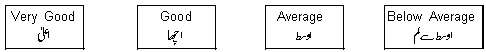 Very Good
اعلیٰ
Good
اچھا
Average
اوسط
Below Average
اوسط سے کم